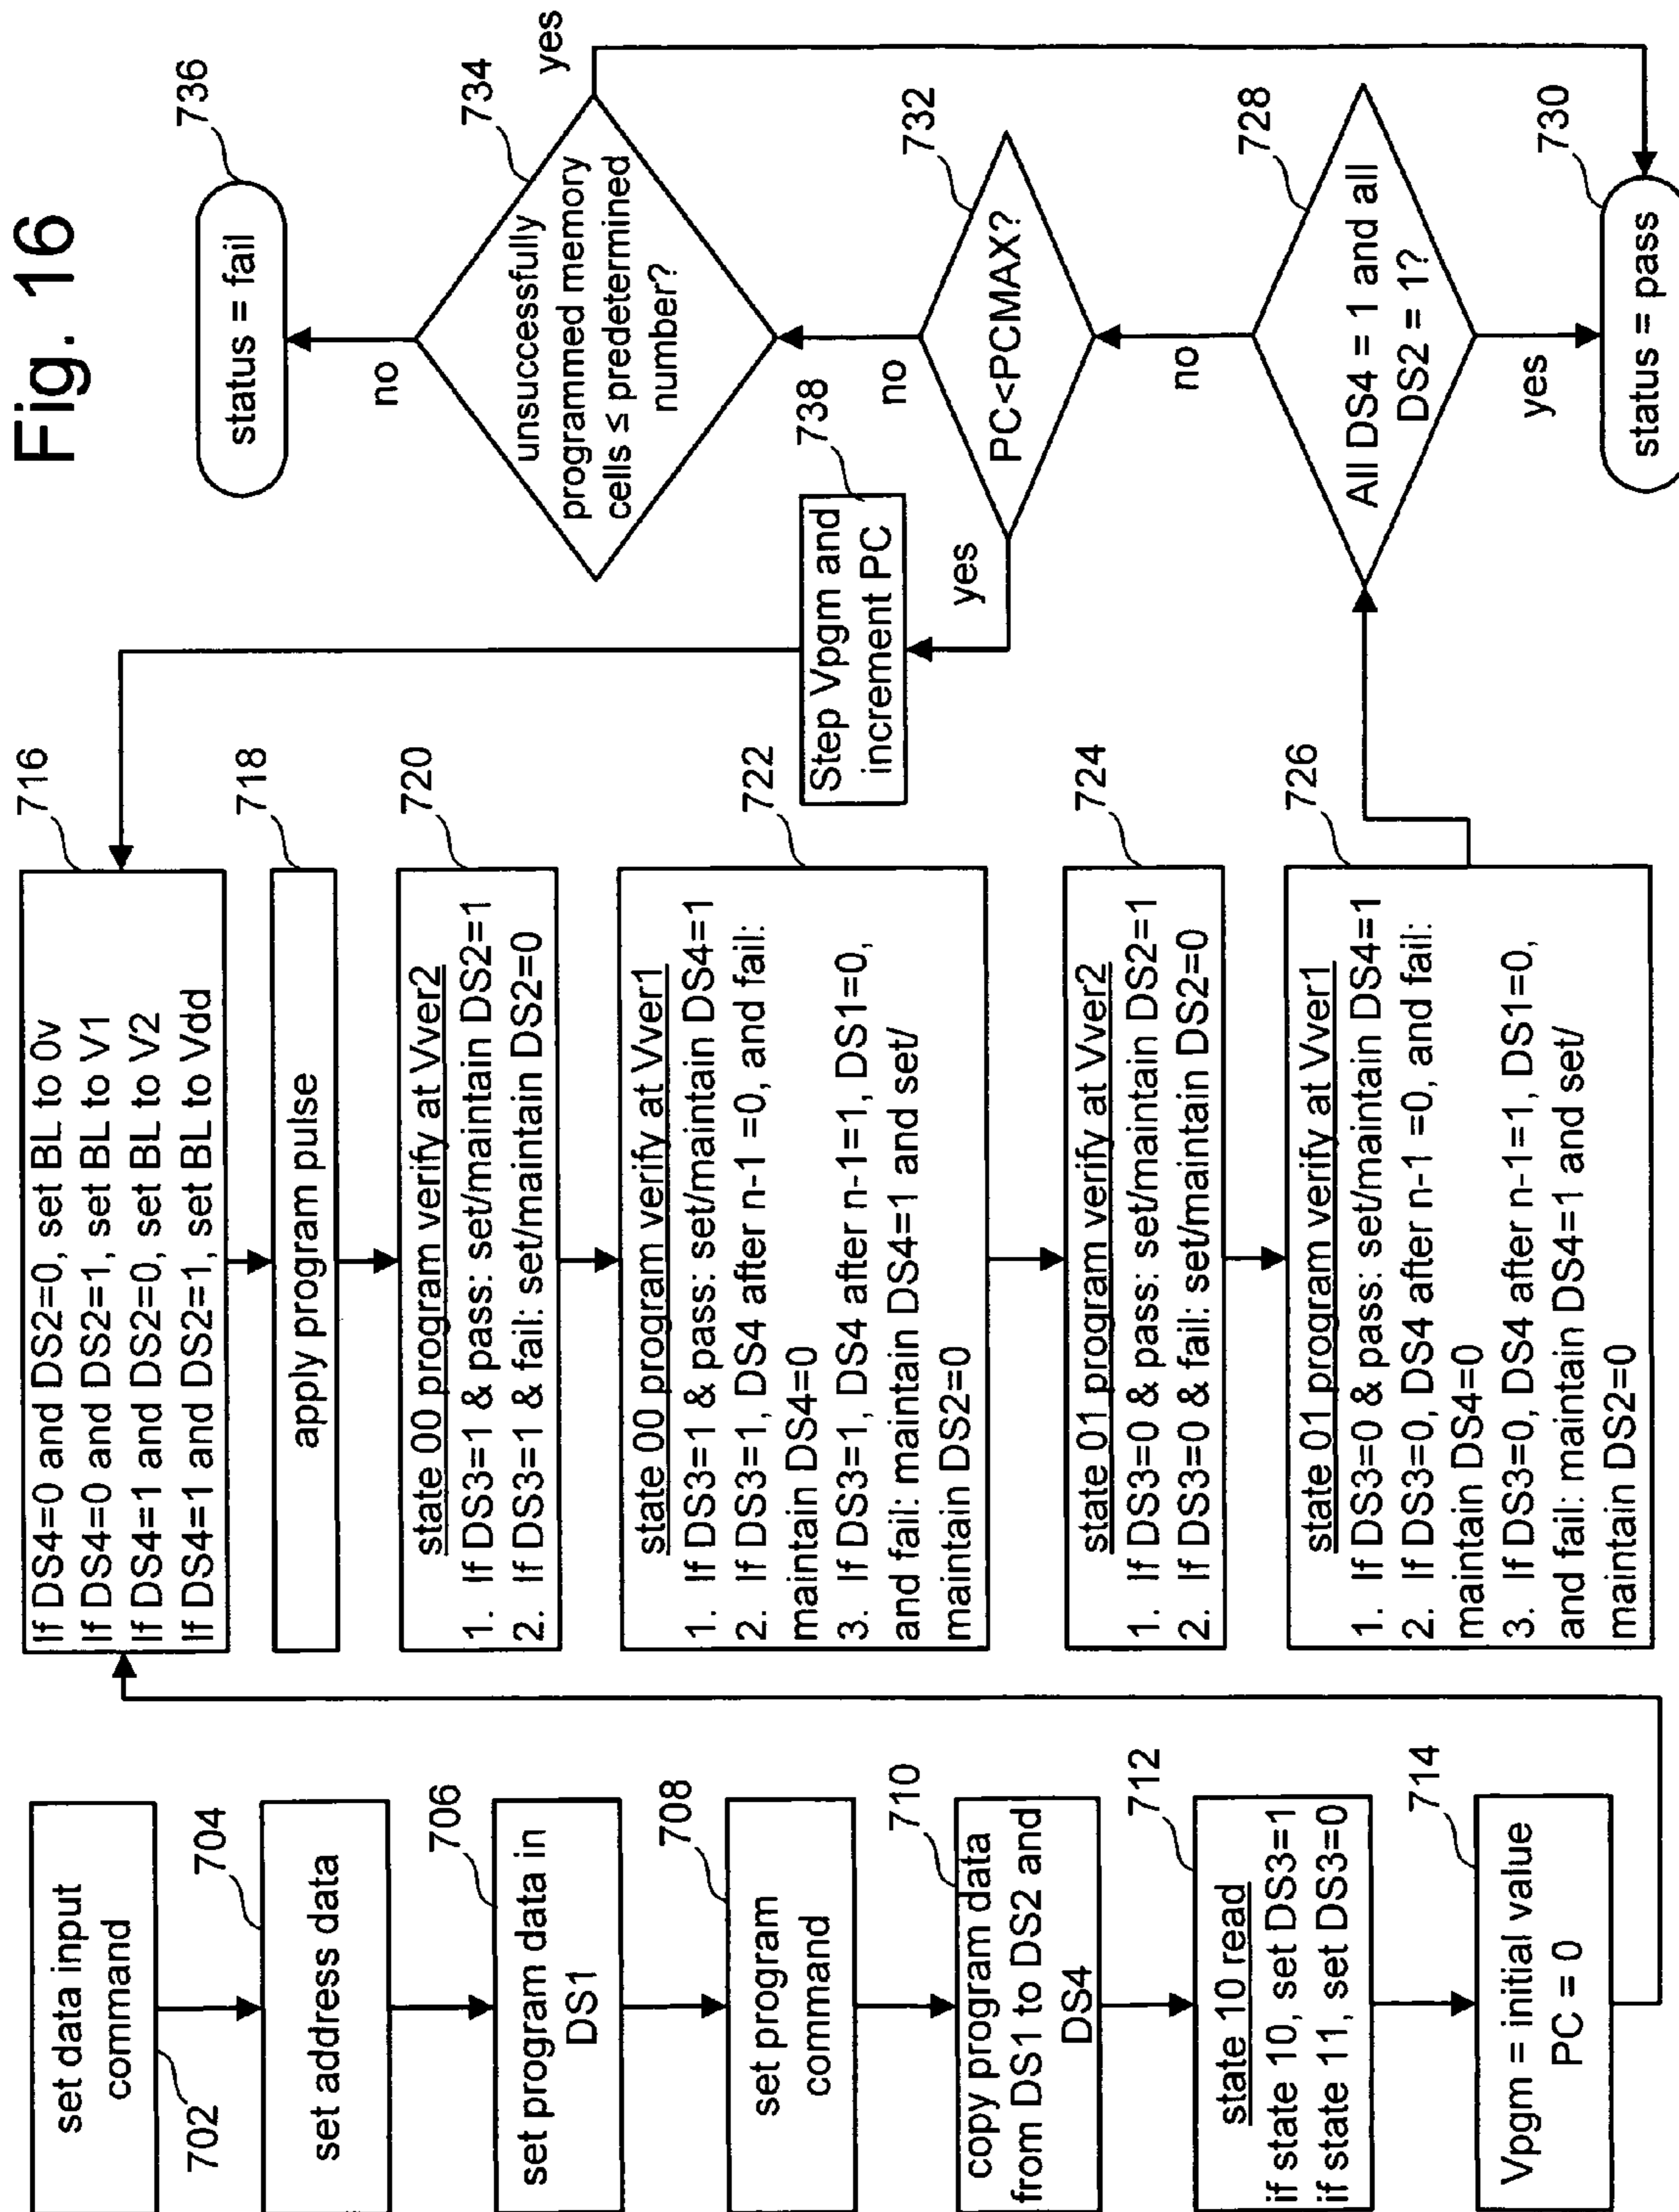 Fig. 16
set data input
command
702
704
set address data
706
set program data in
DS1
708
set program
command
710
copy program data
from DS1 to DS2 and
DS4
712
state 10 read
if state 10, set DS3=1
if state 11, set DS3=0
714
Vpgm = initial value
PC = 0
716
If DS4=0 and DS2=0, set BL to 0v
If DS4=0 and DS2=1, set BL to V1
If DS4=1 and DS2=0, set BL to V2
If DS4=1 and DS2=1, set BL to Vdd
718
apply program pulse
720
state 00 program verify at Vver2
1. If DS3=1 & pass: set/maintain DS2=1
2. If DS3=1 & fail: set/maintain DS2=0
722
state 00 program verify at Vver1
1. If DS3=1 & pass: set/maintain DS4=1
2. If DS3=1, DS4 after n-1 =0, and fail:
maintain DS4=0
3. If DS3=1, DS4 after n-1=1, DS1=0,
and fail: maintain DS4=1 and set/
maintain DS2=0
724
state 01 program verify at Vver2
1. If DS3=0 & pass: set/maintain DS2=1
2. If DS3=0 & fail: set/maintain DS2=0
726
state 01 program verify at Vver1
1. If DS3=0 & pass: set/maintain DS4=1
2. If DS3=0, DS4 after n-1 =0, and fail:
maintain DS4=0
3. If DS3=0, DS4 after n-1=1, DS1=0,
and fail: maintain DS4=1 and set/
maintain DS2=0
736
status = fail
no
734
unsuccessfully
programmed memory
cells ≤ predetermined
number?
yes
738
Step Vpgm and
increment PC
no
732
PC<PCMAX?
yes
no
728
All DS4 = 1 and all
DS2 = 1?
yes
730
status = pass